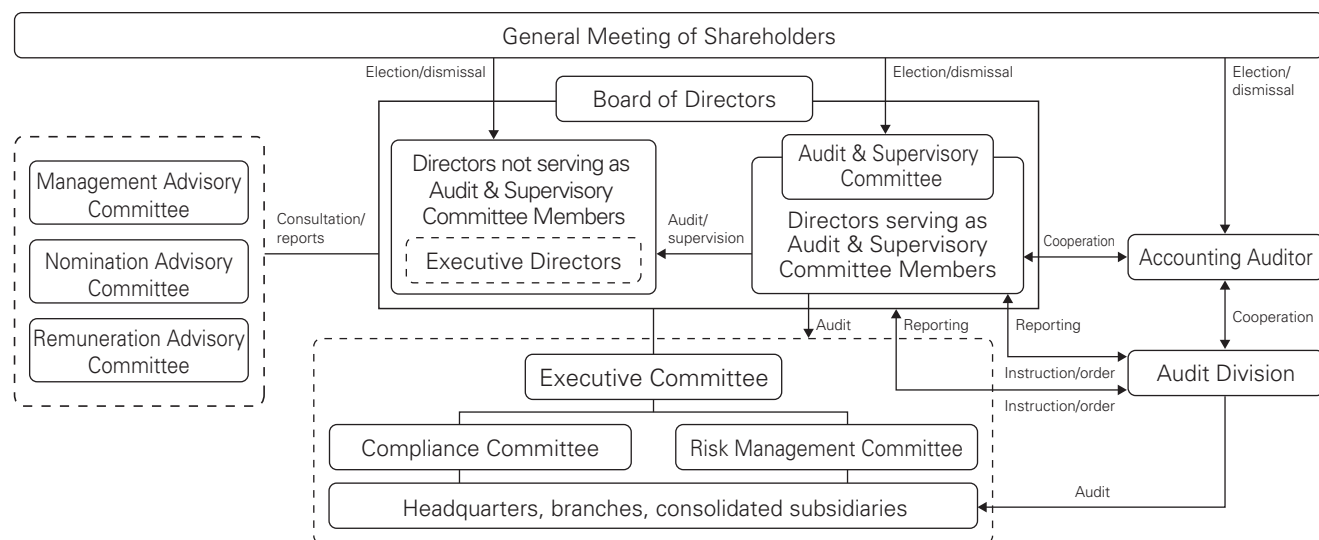 General Meeting of Shareholders
Election/dismissal
Election/dismissal
Election/
dismissal
Board of Directors
Management Advisory
Committee
Nomination Advisory
Committee
Remuneration Advisory
Committee
Consultation/
reports
Directors not serving as
Audit & Supervisory
Committee Members
Executive Directors
Audit/
supervision
Audit & Supervisory
Committee
Directors serving as
Audit & Supervisory
Committee Members
Cooperation
Accounting Auditor
Cooperation
Audit
Reporting
Reporting
Instruction/order
Instruction/order
Audit Division
Executive Committee
Compliance Committee
Risk Management Committee
Headquarters, branches, consolidated subsidiaries
Audit